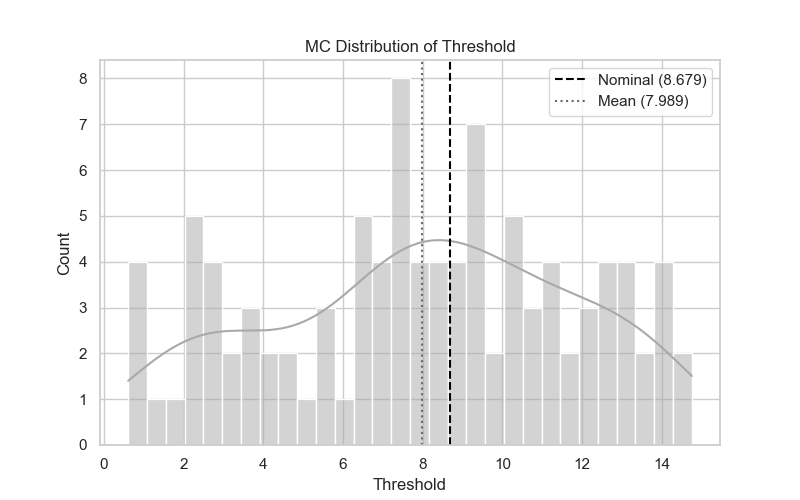 MC Distribution of Threshold
Nominal (8.679)
Mean (7.989)
8
7
6
5
4
3
2
1
0
Count
0 2 4 6 8 10 12 14
Threshold